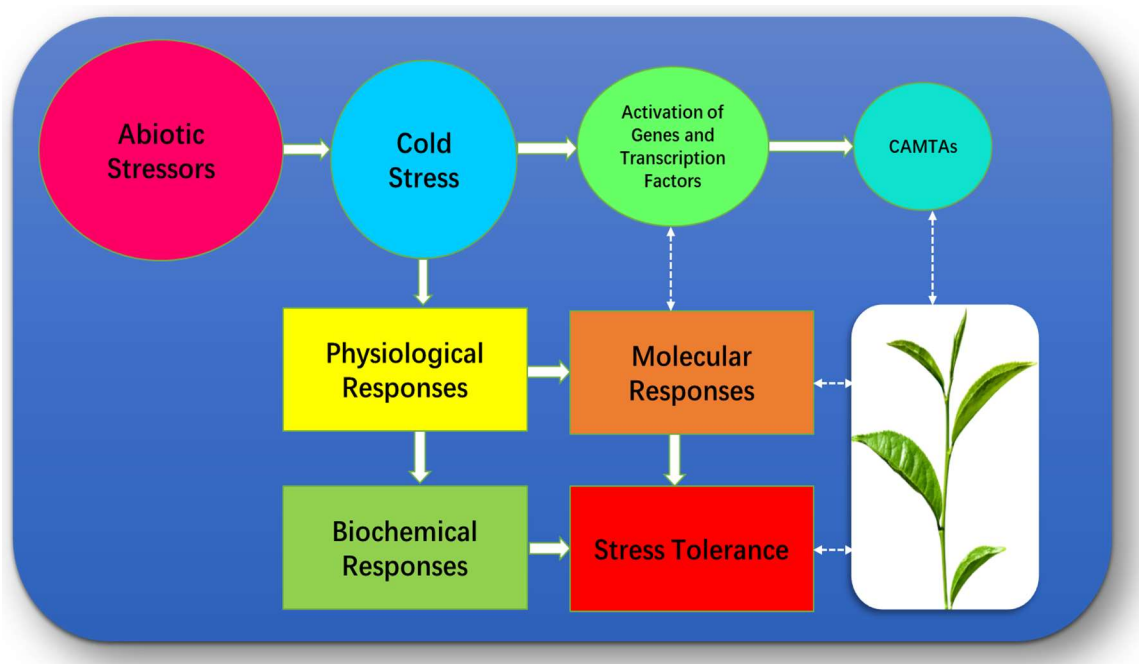 Abiotic
Stressors
Cold
Stress
Activation of
Genes and
Transcription
Factors
CAMTAs
Physiological
Responses
Molecular
Responses
Biochemical
Responses
Stress Tolerance